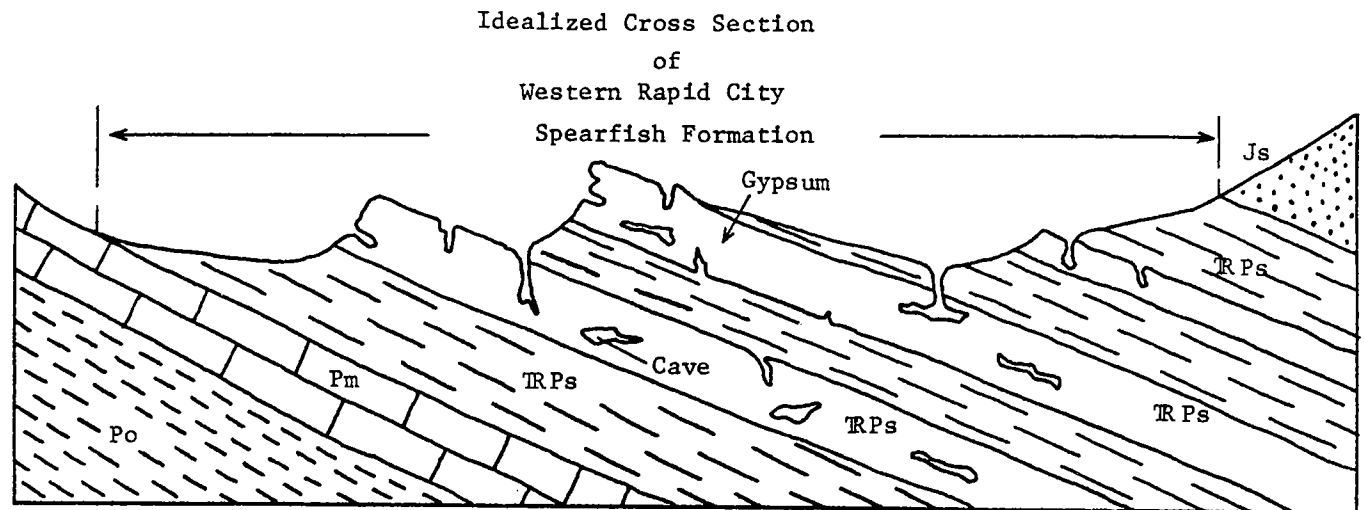 Idealized Cross Section
of
Western Rapid City
Spearfish Formation
Js
Gypsum
TRPs
Cave
Pm
TRPs
TRPs
TRPs
Po